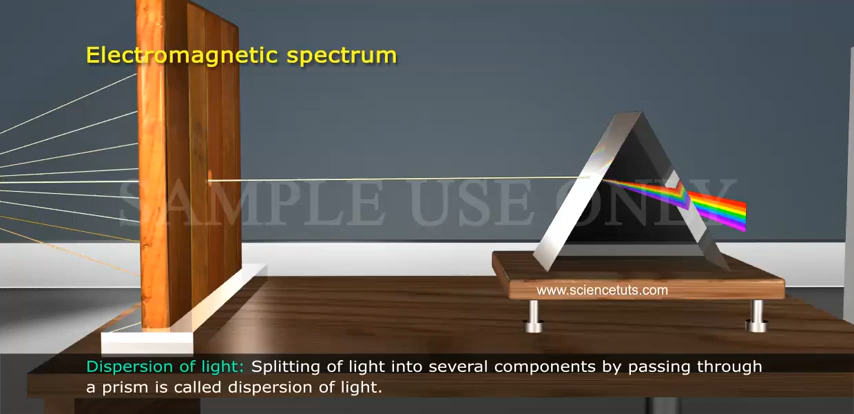 Electromagnetic spectrum
SAMPLE USE ONLY
www.sciencetuts.com
Dispersion of light: Splitting of light into several components by passing through
a prism is called dispersion of light.